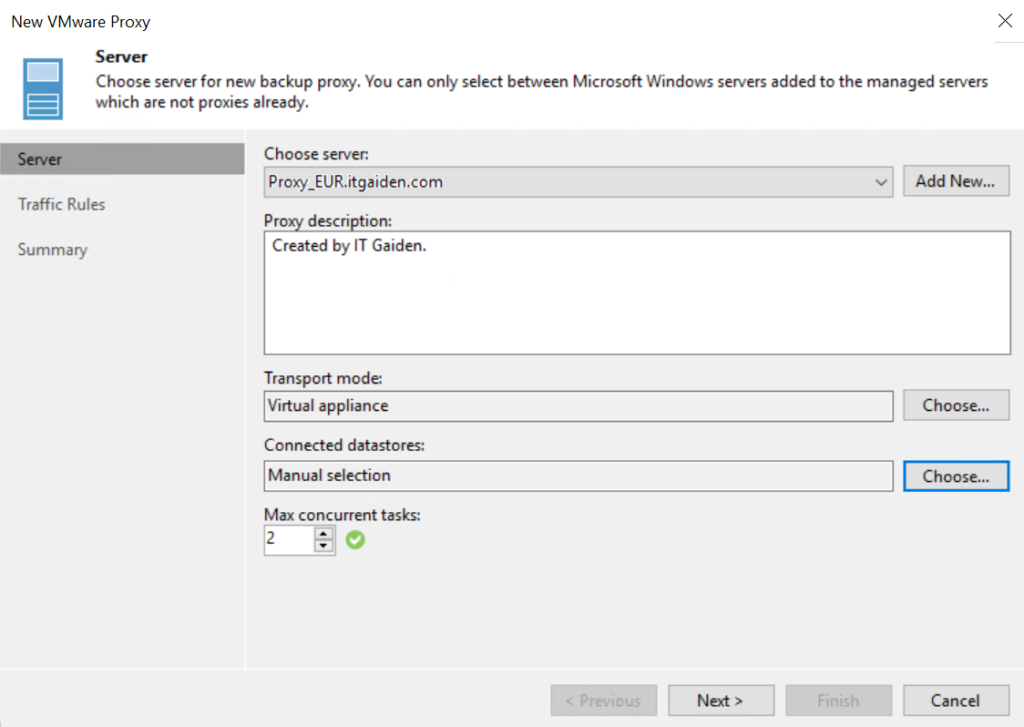 New VMware Proxy
Server
Choose server for new backup proxy. You can only select between Microsoft Windows servers added to the managed servers
which are not proxies already.
Server
Traffic Rules
Summary
Choose server:
Proxy_EUR.itgaiden.com
Add New...
Proxy description:
Created by IT Gaiden.
Transport mode:
Virtual appliance
Choose...
Connected datastores:
Manual selection
Choose...
Max concurrent tasks:
2
< Previous
Next >
Finish
Cancel